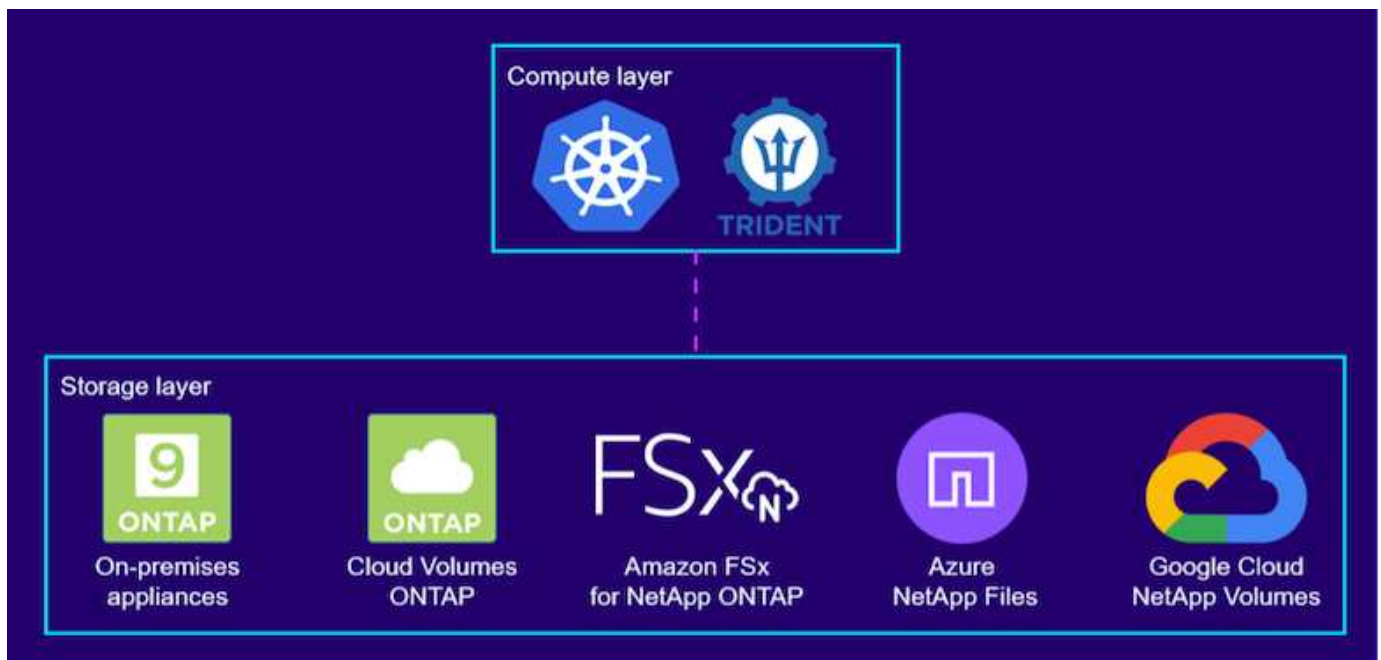 Compute layer
TRIDENT
Storage layer
9
ONTAP
On-premises
appliances
ONTAP
Cloud Volumes
ONTAP
FSx N
Amazon FSx
for NetApp ONTAP
Azure
NetApp Files
Google Cloud
NetApp Volumes